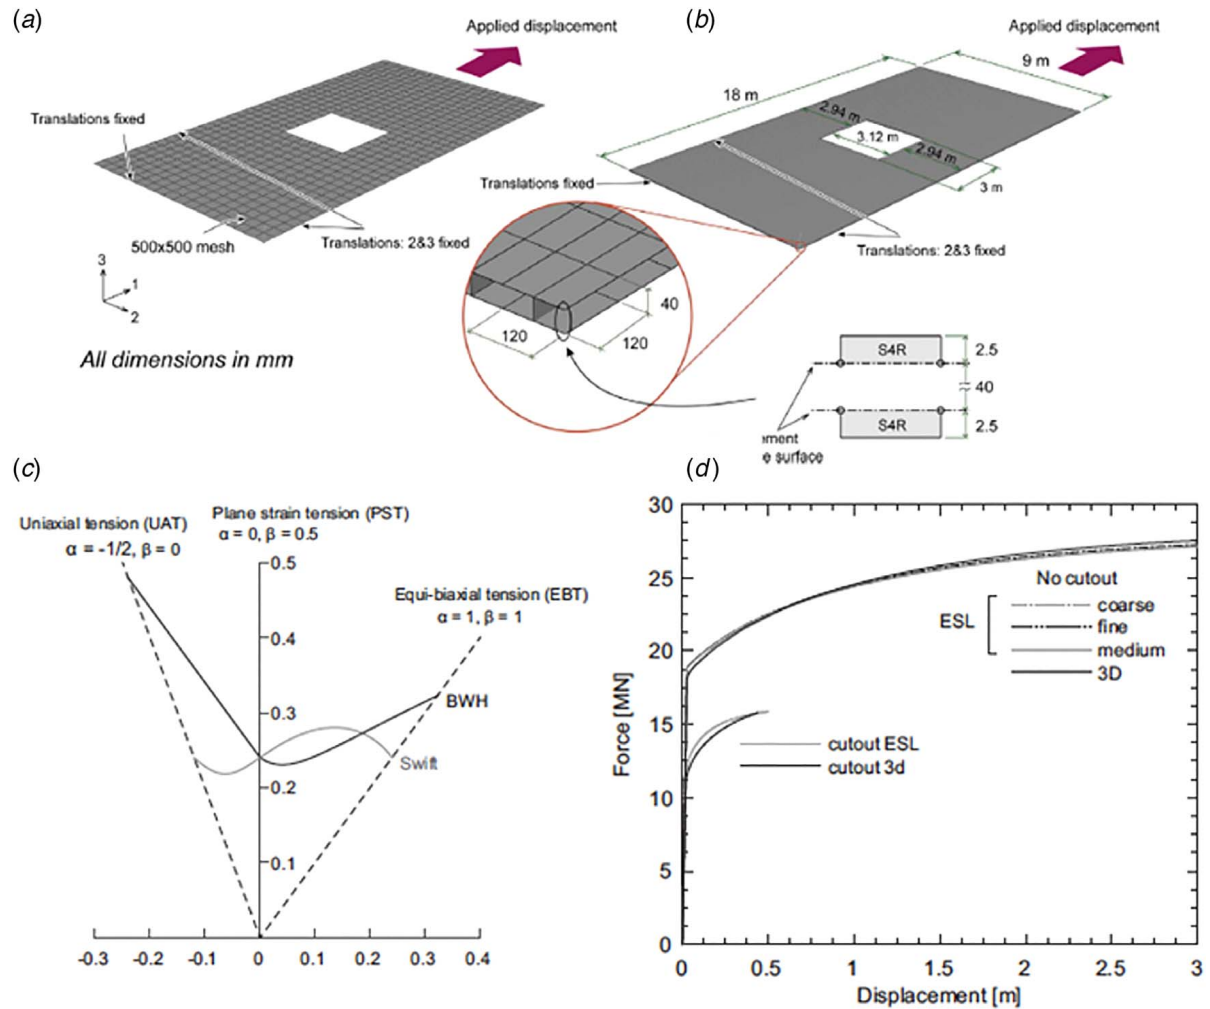 (a)
Applied displacement
Translations fixed
500x500 mesh
Translations: 2&3 fixed
3
1
2
All dimensions in mm
(b)
Applied displacement
9 m
18 m
2.94 m
3.12 m
2.94 m
3 m
Translations fixed
Translations: 2&3 fixed
40
120
120
S4R
2.5
40
S4R
2.5
ement
e surface
(c)
Uniaxial tension (UAT)
α = -1/2, β = 0
Plane strain tension (PST)
α = 0, β = 0.5
Equi-biaxial tension (EBT)
α = 1, β = 1
0.5
0.4
0.3
0.2
0.1
BWH
Swift
-0.3 -0.2 -0.1 0 0.1 0.2 0.3 0.4
(d)
30
25
20
15
10
5
0
Force [MN]
No cutout
ESL
coarse
fine
medium
3D
cutout ESL
cutout 3d
0 0.5 1 1.5 2 2.5 3
Displacement [m]